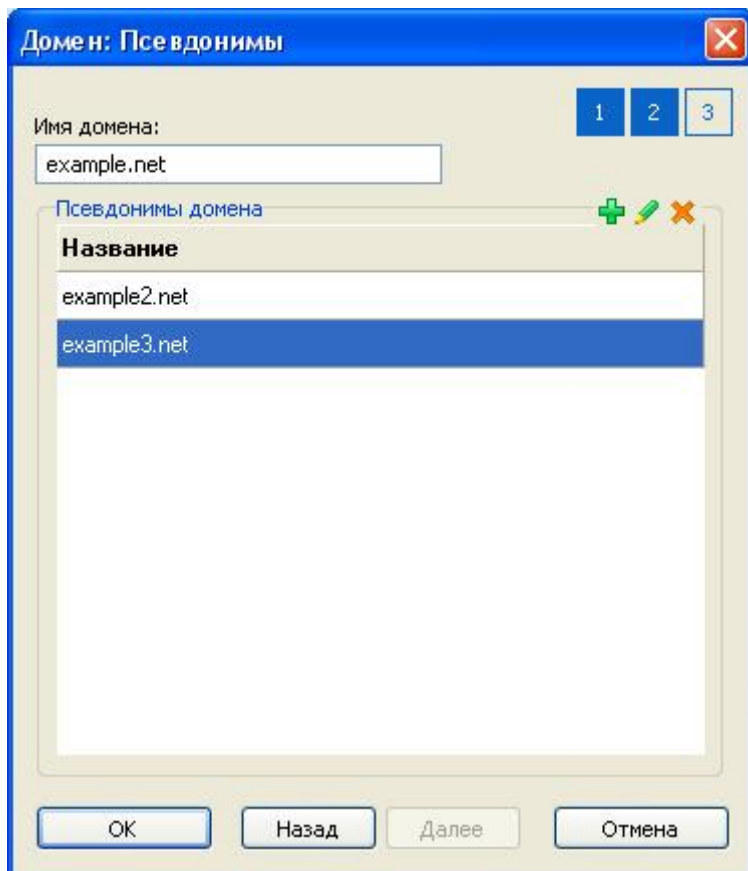 Домен: Псевдонимы
1 2 3
Имя домена:
example.net
Псевдонимы домена
Название
example2.net
example3.net
OK Назад Далее Отмена